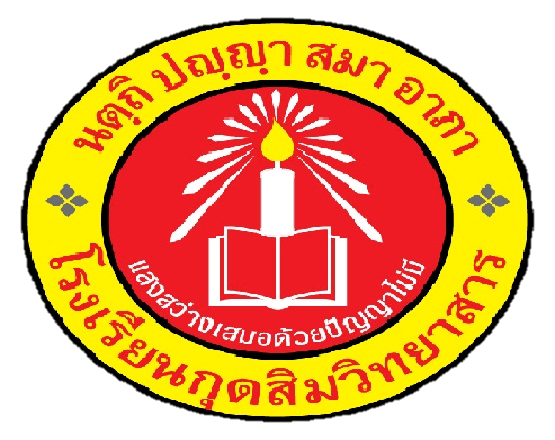 นตฺถิ ปญฺญา สมา อาภา
แสงสว่างเสมอด้วยปัญญาไม่มี
โรงเรียนกุดสิมวิทยาสาร